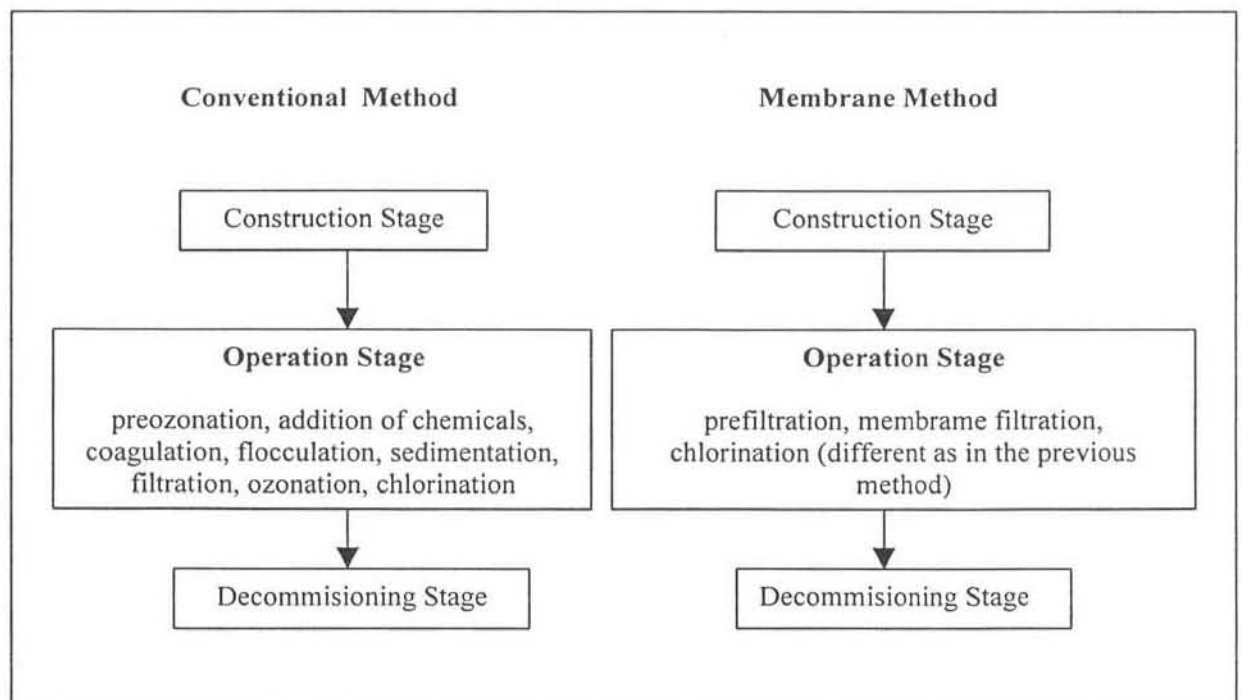 Conventional Method
Construction Stage
Operation Stage
preozonation, addition of chemicals,
coagulation, flocculation, sedimentation,
filtration, ozonation, chlorination
Decommisioning Stage
Membrane Method
Construction Stage
Operation Stage
prefiltration, membrame filtration,
chlorination (different as in the previous
method)
Decommisioning Stage